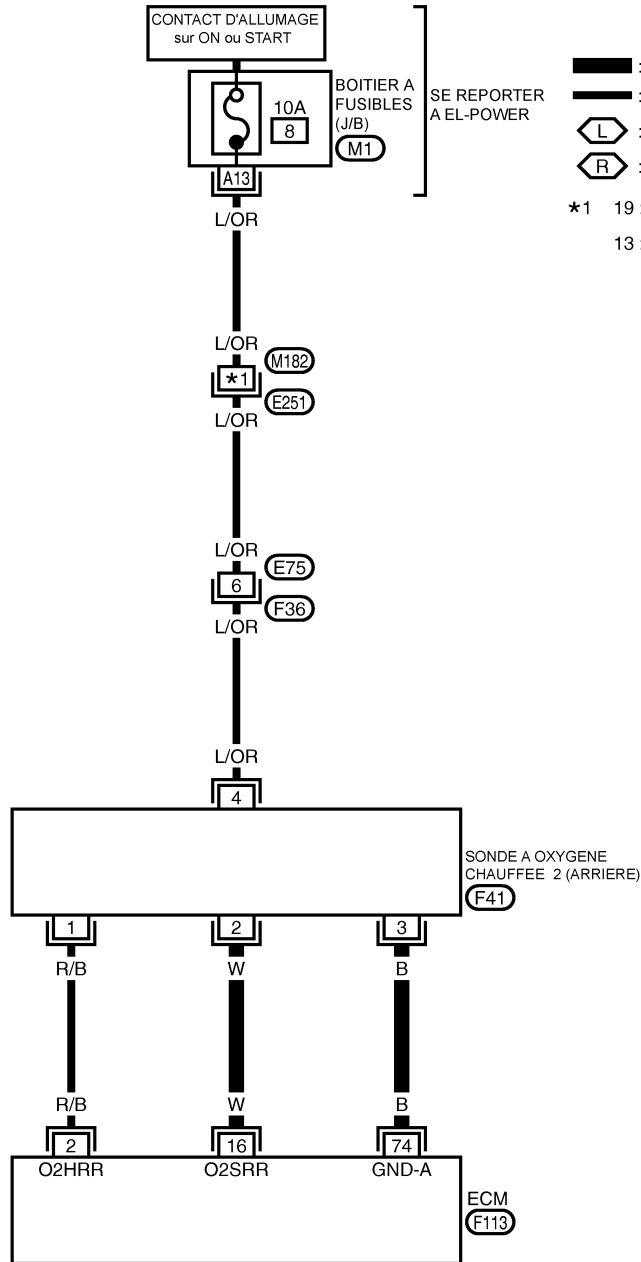 CONTACT D'ALLUMAGE
sur ON ou START
10A
8
BOITIER A
FUSIBLES
(J/B)
M1
SE REPORTER
A EL-POWER
:
:
L :
R :
*1 19 :
13 :
A13
L/OR
L/OR
M182
*1
E251
L/OR
L/OR
E75
6
F36
L/OR
L/OR
4
SONDE A OXYGENE
CHAUFFEE 2 (ARRIERE)
F41
1 2 3
R/B W B
R/B W B
2 16 74
O2HRR O2SRR GND-A
ECM
F113